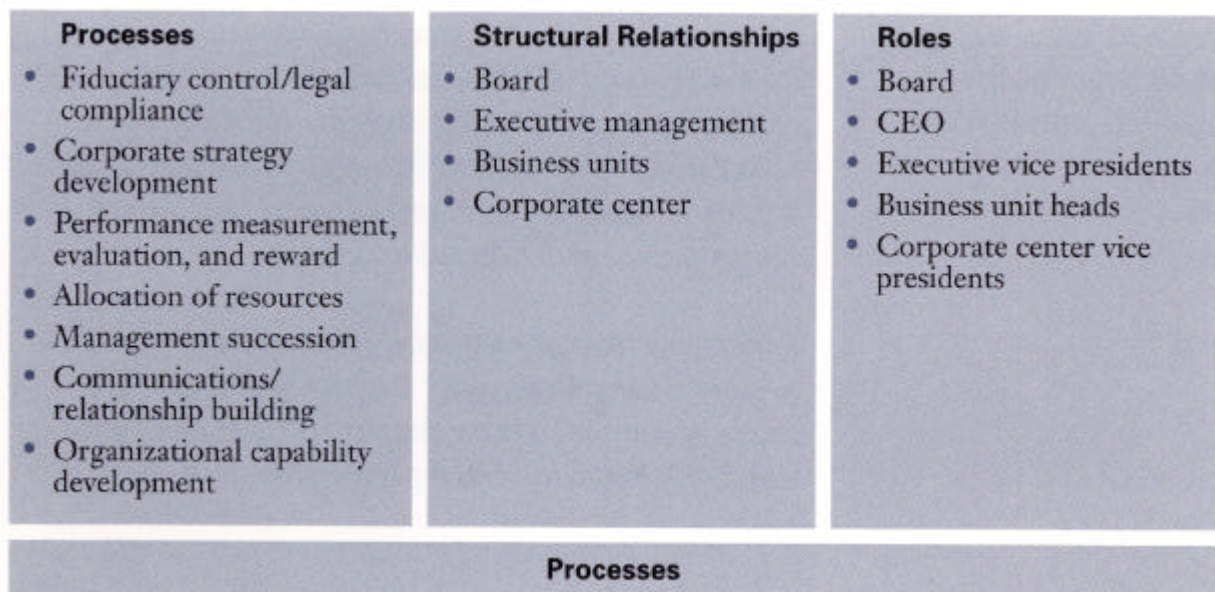 Processes
• Fiduciary control/legal
compliance
• Corporate strategy
development
• Performance measurement,
evaluation, and reward
• Allocation of resources
• Management succession
• Communications/
relationship building
• Organizational capability
development
Structural Relationships
• Board
• Executive management
• Business units
• Corporate center
Roles
• Board
• CEO
• Executive vice presidents
• Business unit heads
• Corporate center vice
presidents
Processes